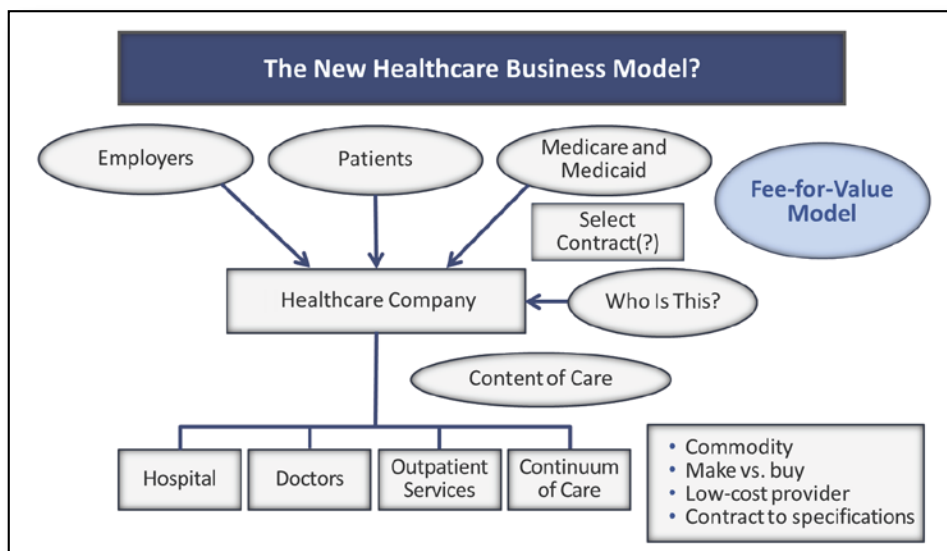 The New Healthcare Business Model?
Employers
Patients
Medicare and
Medicaid
Fee-for-Value
Model
Select
Contract(?)
Healthcare Company
Who Is This?
Content of Care
Hospital
Doctors
Outpatient
Services
Continuum
of Care
• Commodity
• Make vs. buy
• Low-cost provider
• Contract to specifications